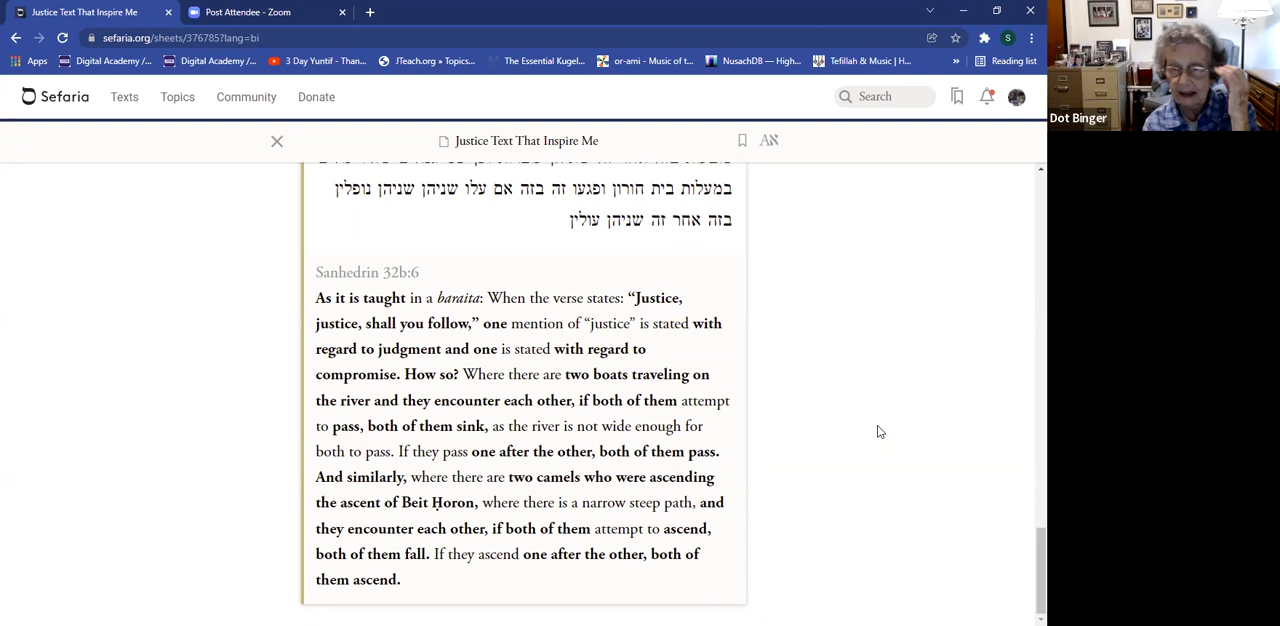 Justice Text That Inspire Me
Post Attendee - Zoom
sefaria.org/sheets/376785?lang=bi
Apps
Digital Academy /...
Digital Academy /...
3 Day Yuntif - Than...
JTeach.org » Topics...
The Essential Kugel...
or-ami - Music of t...
NusachDB — High...
Tefillah & Music | H...
»
Reading list
S
Dot Binger
Sefaria
Texts
Topics
Community
Donate
Search
Justice Text That Inspire Me
במעלות בית חורון ופגעו זה בזה אם עלו שניהן שניהן נופלין
בזה אחר זה שניהן עולין
Sanhedrin 32b:6
As it is taught in a baraita: When the verse states: “Justice,
justice, shall you follow,” one mention of “justice” is stated with
regard to judgment and one is stated with regard to
compromise. How so? Where there are two boats traveling on
the river and they encounter each other, if both of them attempt
to pass, both of them sink, as the river is not wide enough for
both to pass. If they pass one after the other, both of them pass.
And similarly, where there are two camels who were ascending
the ascent of Beit Ḥoron, where there is a narrow steep path, and
they encounter each other, if both of them attempt to ascend,
both of them fall. If they ascend one after the other, both of
them ascend.